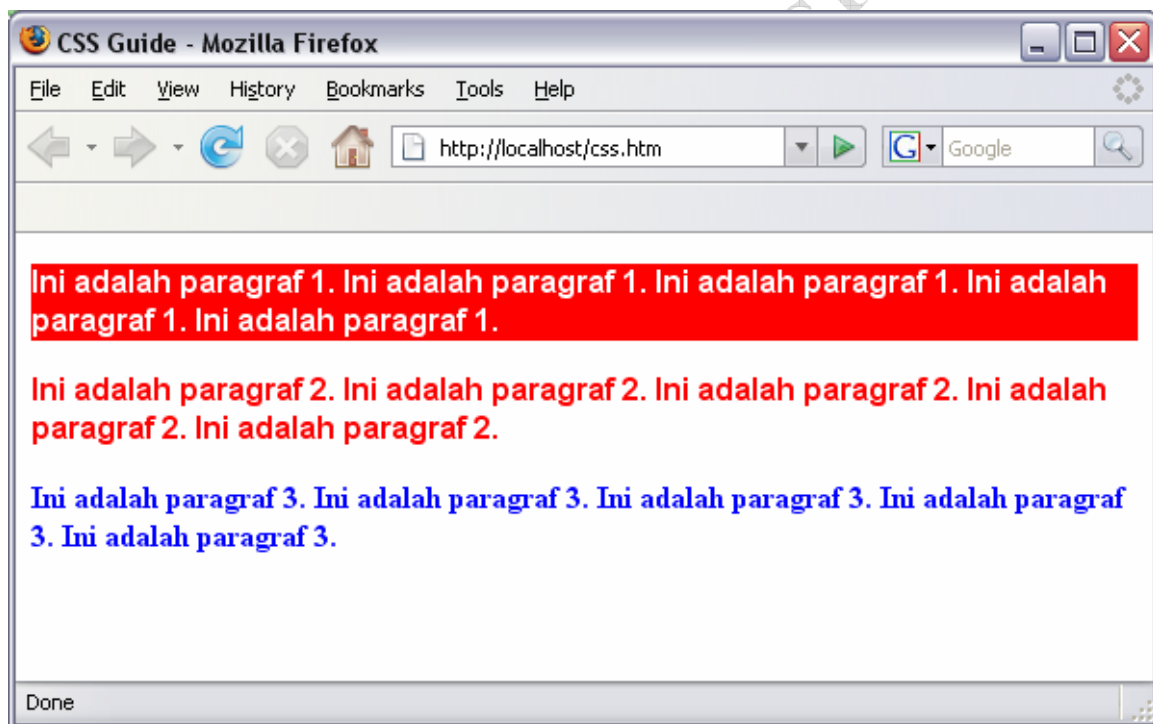 CSS Guide - Mozilla Firefox
File Edit View History Bookmarks Tools Help
http://localhost/css.htm G Google
Ini adalah paragraf 1. Ini adalah paragraf 1. Ini adalah paragraf 1. Ini adalah
paragraf 1. Ini adalah paragraf 1.
Ini adalah paragraf 2. Ini adalah paragraf 2. Ini adalah paragraf 2. Ini adalah
paragraf 2. Ini adalah paragraf 2.
Ini adalah paragraf 3. Ini adalah paragraf 3. Ini adalah paragraf 3. Ini adalah paragraf
3. Ini adalah paragraf 3.
Done